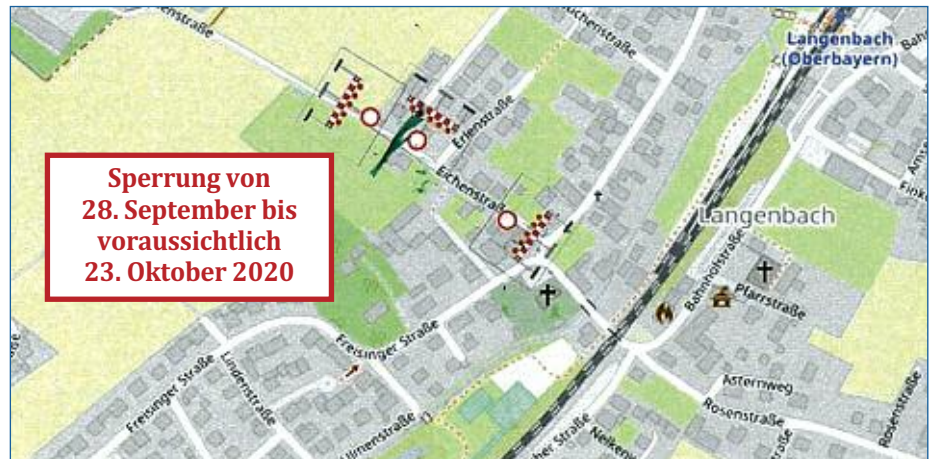 Langenbach
(Oberbayern)
Erlenstraße
Eichenstraße
Sperrung von
28. September bis
voraussichtlich
23. Oktober 2020
Langenbach
Bahnhofstraße
Pfarrstraße
Freisinger Straße
Freisinger Straße
Lindenstraße
Ulmenstraße
Asternweg
Rosenstraße
Rosenstraße